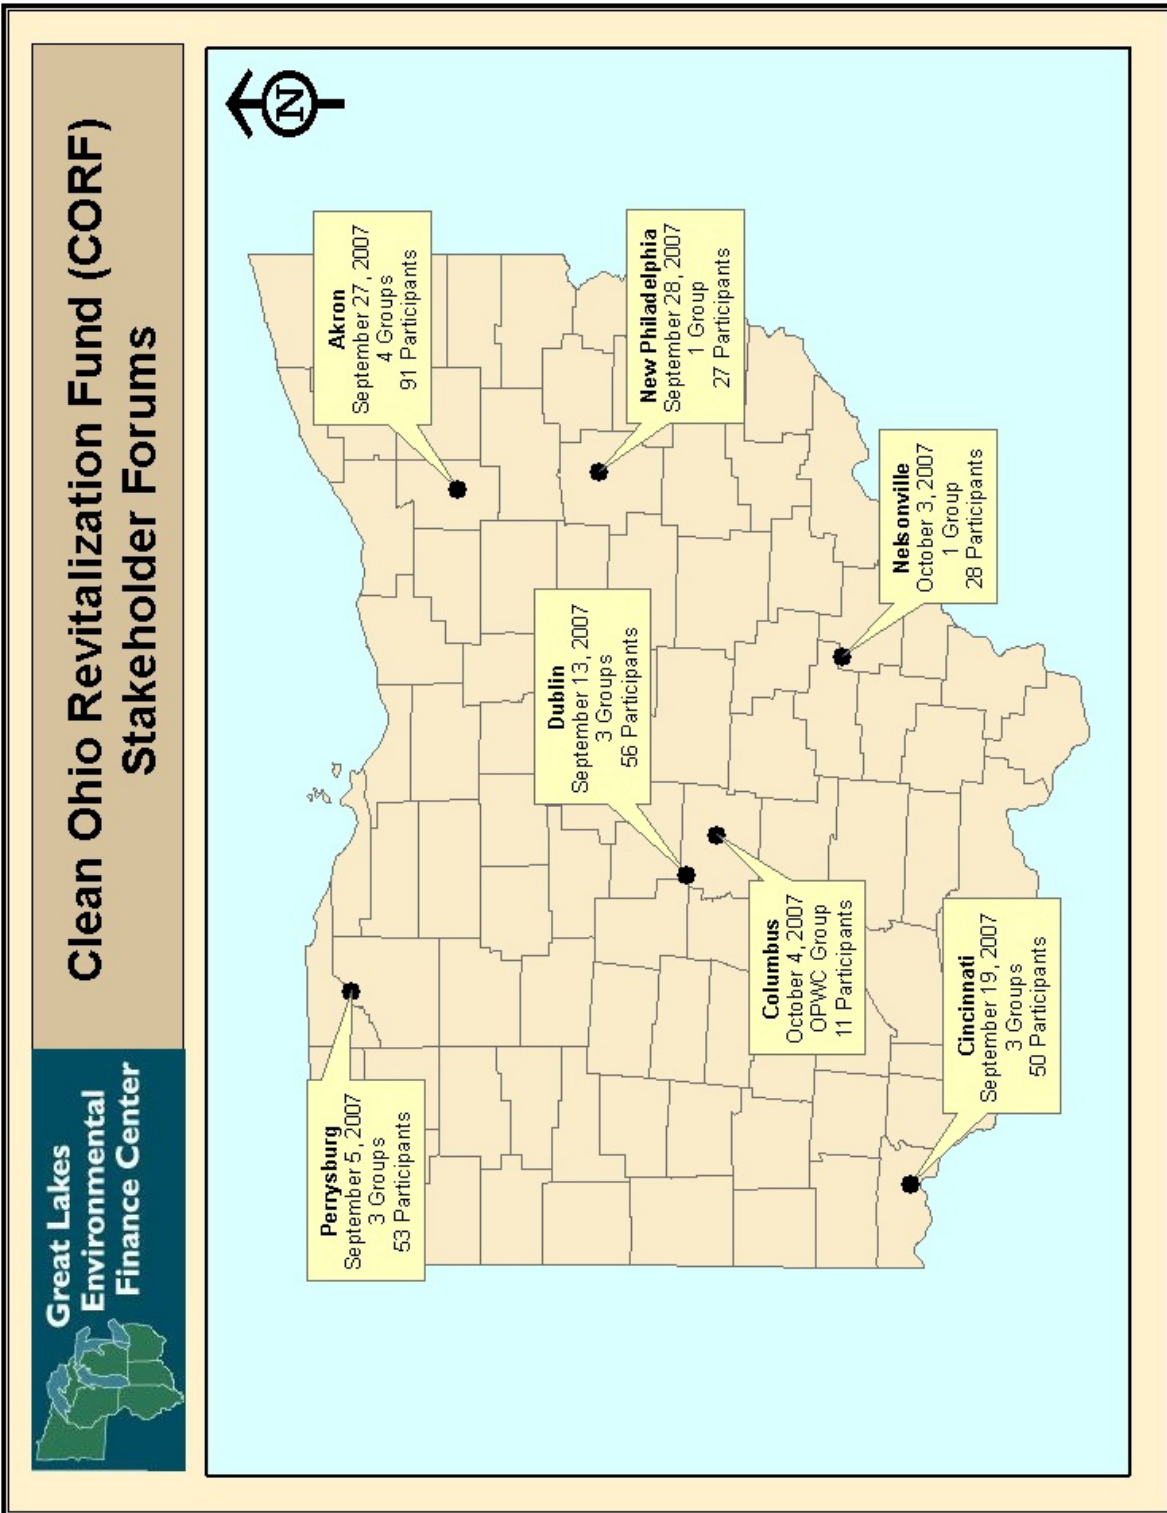 Great Lakes
Environmental
Finance Center
Clean Ohio Revitalization Fund (CORF)
Stakeholder Forums
N
Perrysburg
September 5, 2007
3 Groups
53 Participants
Akron
September 27, 2007
4 Groups
91 Participants
Dublin
September 13, 2007
3 Groups
56 Participants
New Philadelphia
September 28, 2007
1 Group
27 Participants
Columbus
October 4, 2007
OPWC Group
11 Participants
Nelsonville
October 3, 2007
1 Group
28 Participants
Cincinnati
September 19, 2007
3 Groups
50 Participants